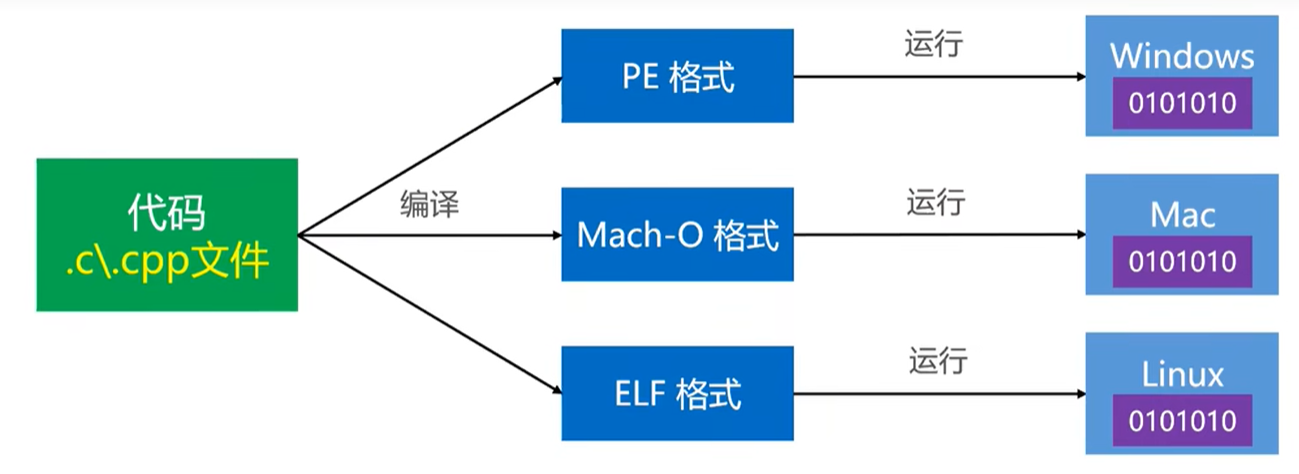 代码
.c\.cpp文件
编译
PE 格式
运行
Windows
0101010
Mach-O 格式
运行
Mac
0101010
ELF 格式
运行
Linux
0101010